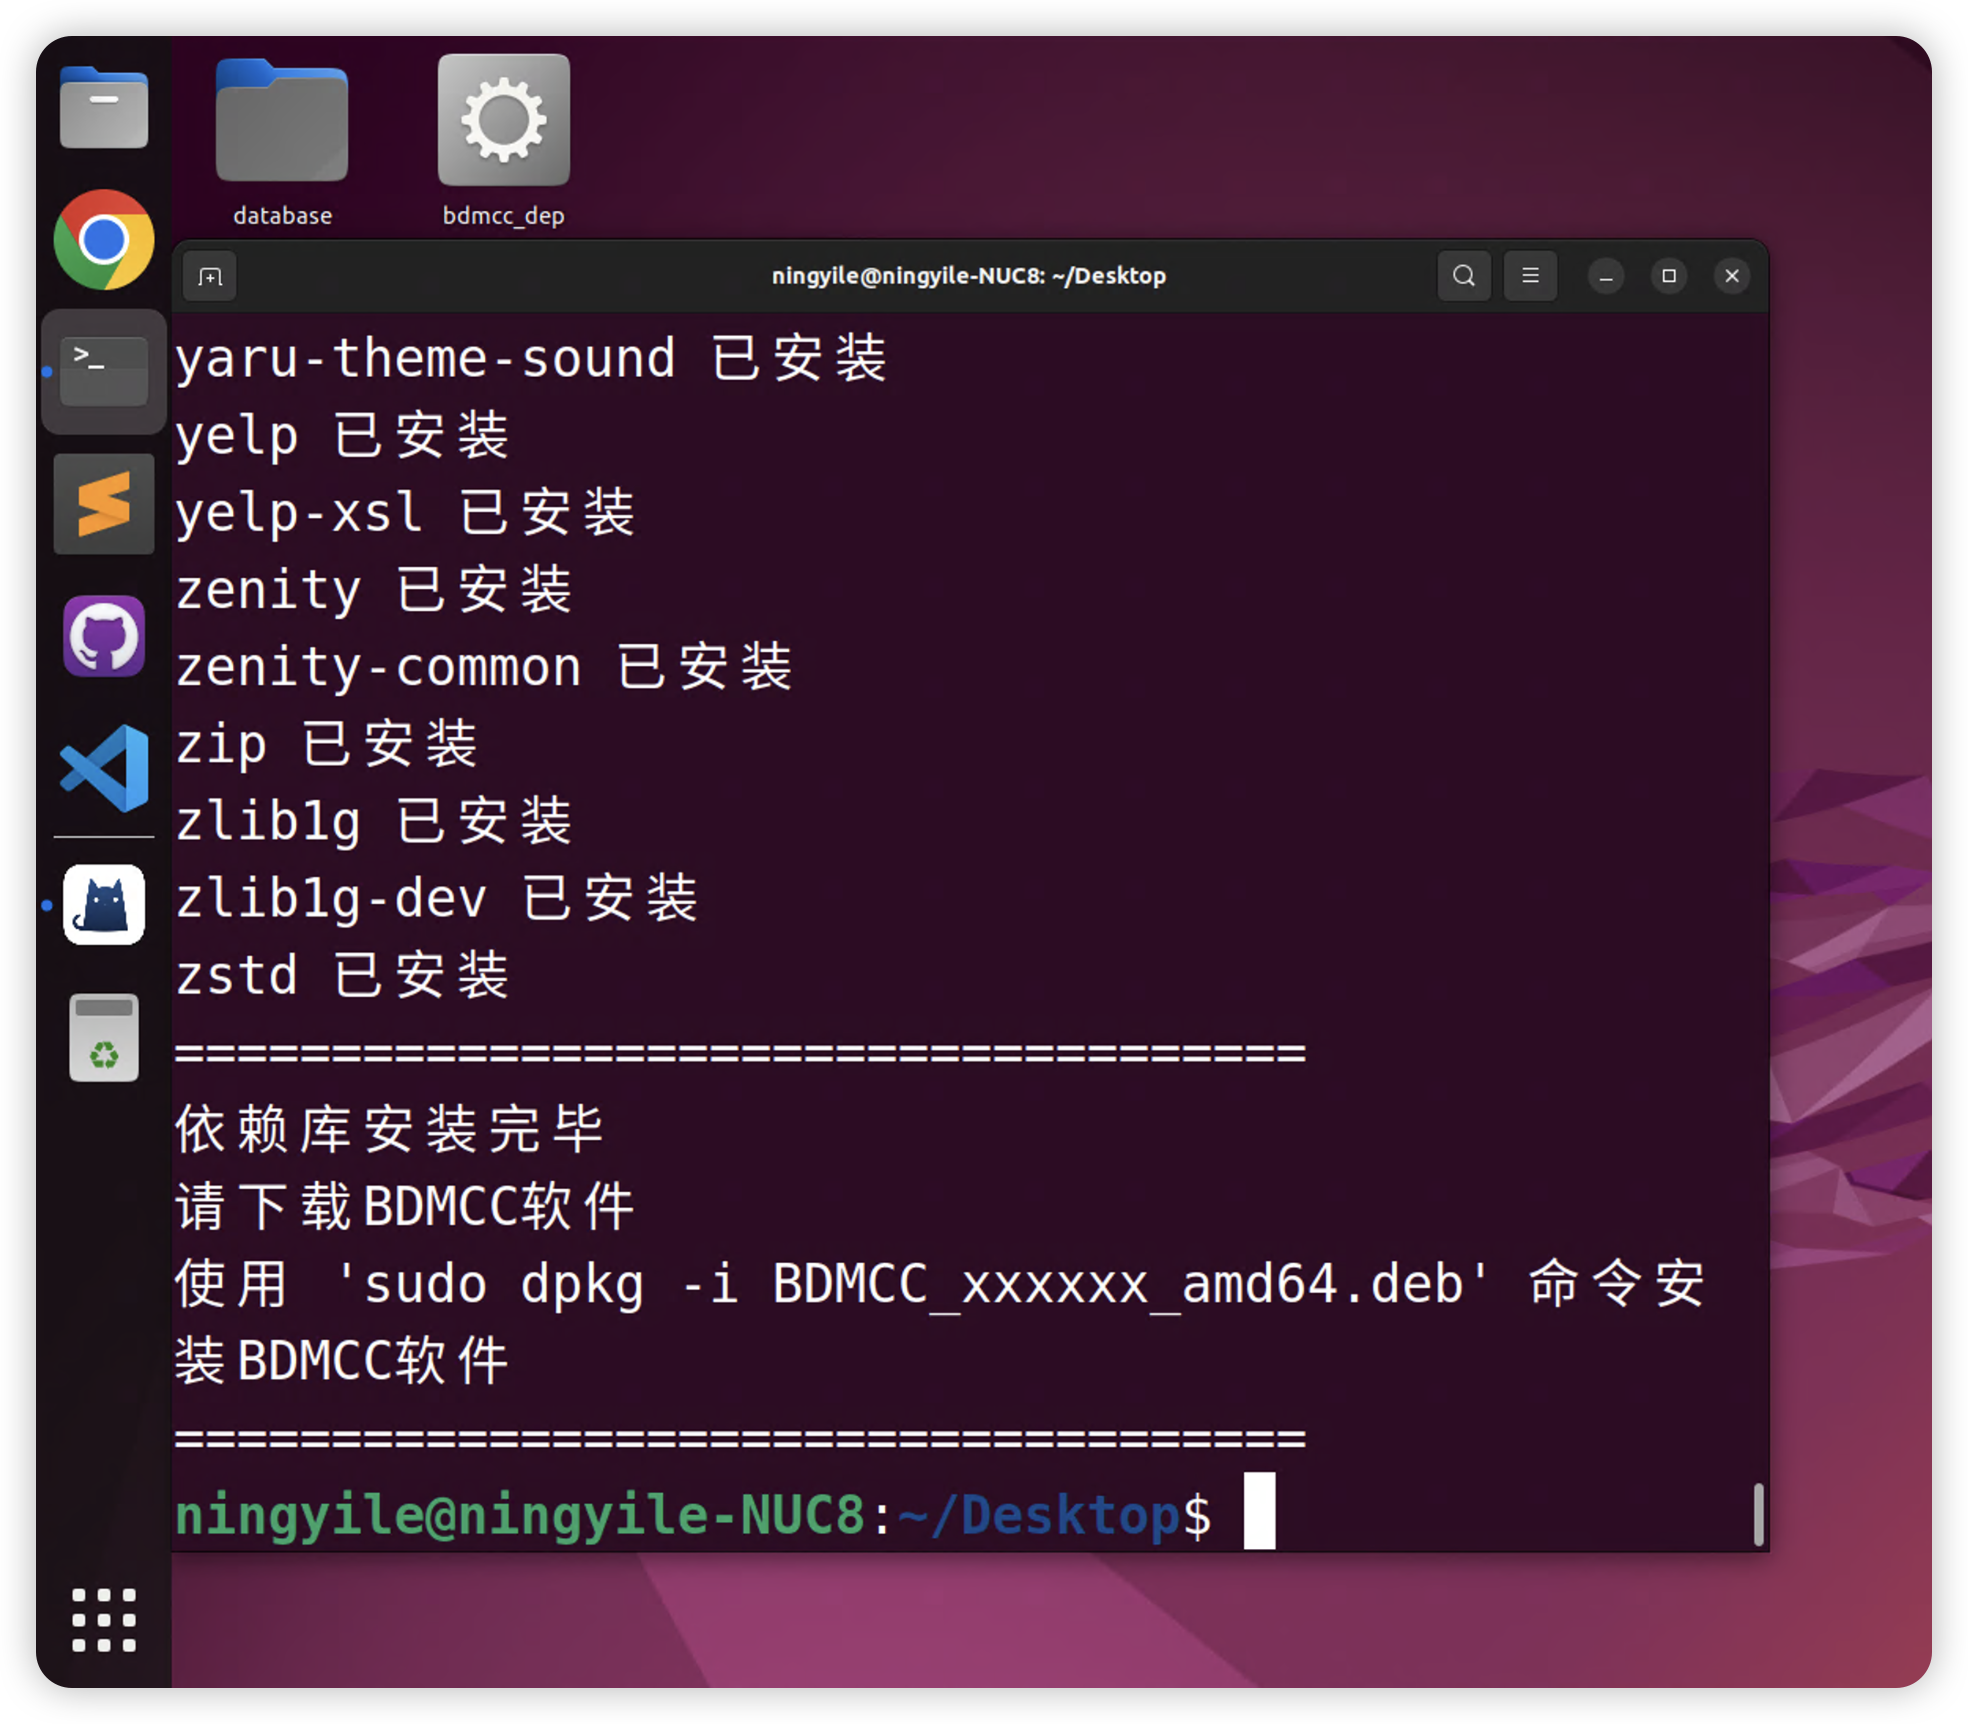 database
bdmcc_dep
ningyile@ningyile-NUC8: ~/Desktop
>_
yaru-theme-sound 已安装
yelp 已安装
yelp-xsl 已安装
zenity 已安装
zenity-common 已安装
zip 已安装
zlib1g 已安装
zlib1g-dev 已安装
zstd 已安装
====================================
依赖库安装完毕
请下载BDMCC软件
使用 'sudo dpkg -i BDMCC_xxxxxx_amd64.deb' 命令安
装BDMCC软件
====================================
ningyile@ningyile-NUC8:~/Desktop$